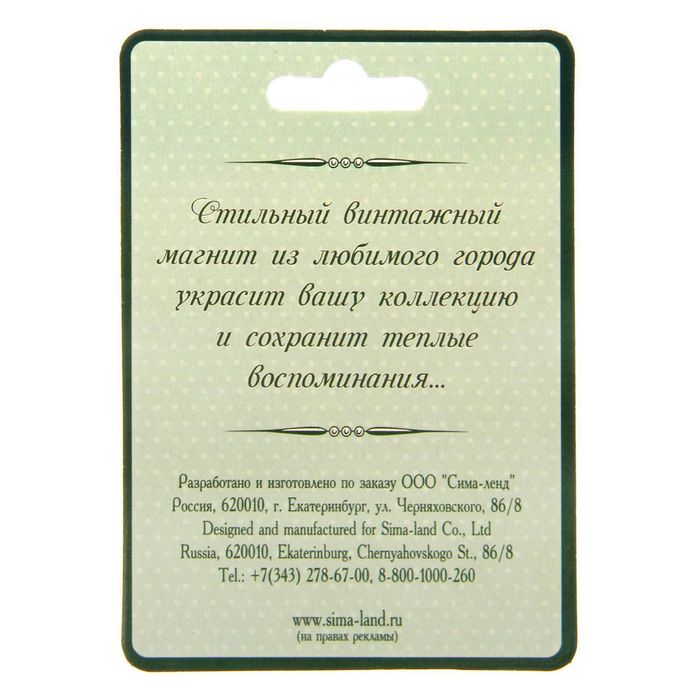 Стильный винтажный
магнит из любимого города
украсит вашу коллекцию
и сохранит теплые
воспоминания...
Разработано и изготовлено по заказу ООО "Сима-ленд"
Россия, 620010, г. Екатеринбург, ул. Черняховского, 86/8
Designed and manufactured for Sima-land Co., Ltd
Russia, 620010, Ekaterinburg, Chernyahovskogo St., 86/8
Tel.: +7(343) 278-67-00, 8-800-1000-260
www.sima-land.ru
(на правах рекламы)